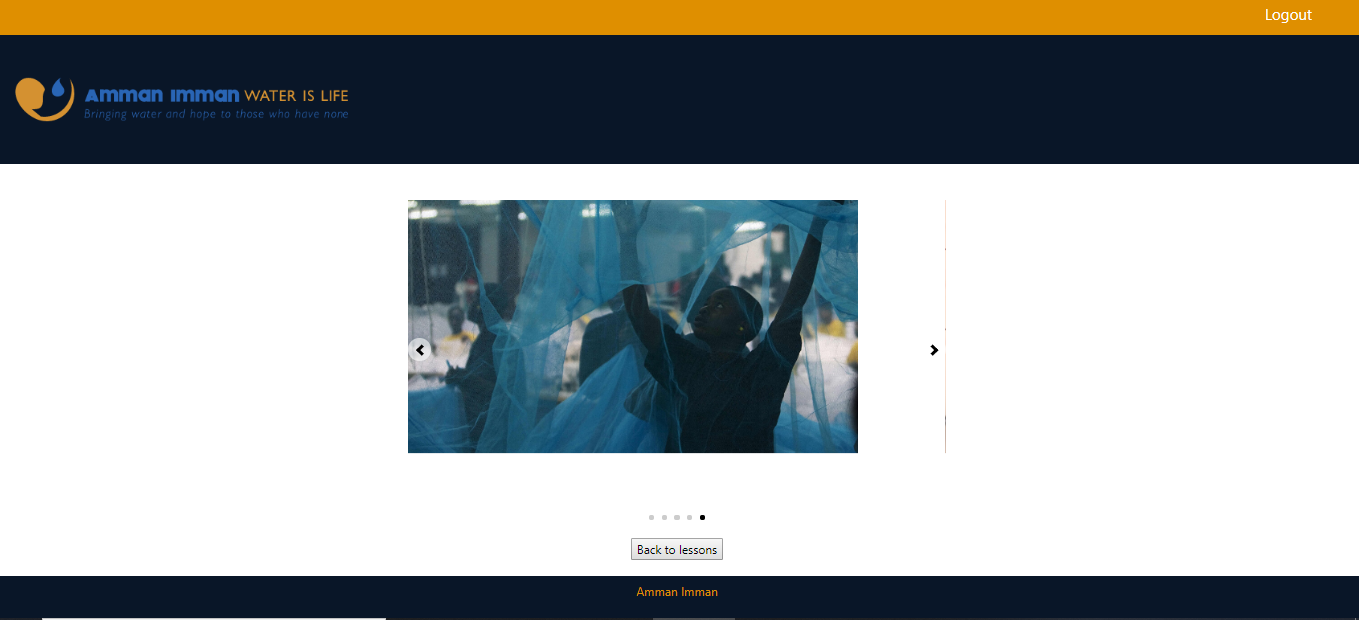 Logout
Amman Imman WATER IS LIFE
Bringing water and hope to those who have none
Back to lessons
Amman Imman